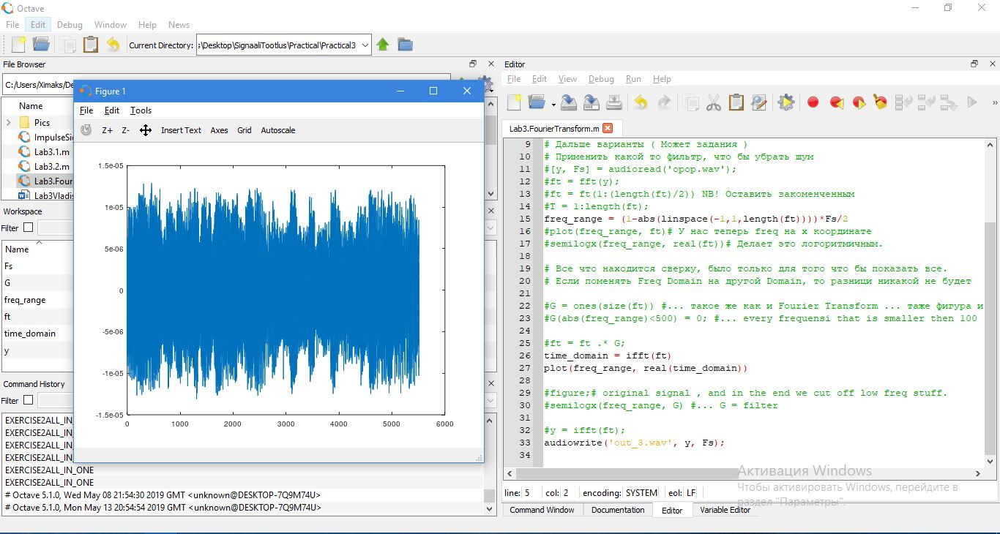 Octave
File Edit Debug Window Help News
Current Directory: ;\Desktop\SignaaliTootlus\Practical\Practical3
File Browser
C:/Users/Ximaks/De
Name
Pics
ImpulseSi
Lab3.1.m
Lab3.2.m
Lab3.Four
Lab3Vladis
Workspace
Filter
Name
Fs
G
freq_range
ft
time_domain
y
Command History
Filter
EXERCISE2ALL_IN_
EXERCISE2ALL_IN_
EXERCISE2ALL_IN_
EXERCISE2ALL_IN_
EXERCISE2ALL_IN_ONE
EXERCISE2ALL_IN_ONE
# Octave 5.1.0, Wed May 08 21:54:30 2019 GMT <unknown@DESKTOP-7Q9M74U>
# Octave 5.1.0, Mon May 13 20:54:54 2019 GMT <unknown@DESKTOP-7Q9M74U>
Figure 1
File Edit Tools
Z+ Z- Insert Text Axes Grid Autoscale
1.5e-05
1e-05
5e-06
0
-5e-06
-1e-05
-1.5e-05
0 1000 2000 3000 4000 5000 6000
Editor
File Edit View Debug Run Help
Lab3.FourierTransform.m
9 # Дальше варианты ( Может задания )
10 # Применить какой то фильтр, что бы убрать шум
11 #[y, Fs] = audioread('opop.wav');
12 #ft = fft(y);
13 #ft = ft(1:(length(ft)/2)) NB! Оставить закоменченным
14 #T = 1:length(ft);
15 freq_range = (1-abs(linspace(-1,1,length(ft))))*Fs/2
16 #plot(freq_range, ft)# У нас теперь freq на x координате
17 #semilogx(freq_range, real(ft))# Делает это логоритмичным.
18
19 # Все что находится сверху, было только для того что бы показать все.
20 # Если поменять Freq Domain на другой Domain, то разници никакой не будет
21
22 #G = ones(size(ft)) #... такое же как и Fourier Transform ... таже фигура и
23 #G(abs(freq_range)<500) = 0; #... every frequensi that is smaller then 100
24
25 #ft = ft .* G;
26 time_domain = ifft(ft)
27 plot(freq_range, real(time_domain))
28
29 #figure;# original signal , and in the end we cut off low freq stuff.
30 #semilogx(freq_range, G) #... G = filter
31
32 #y = ifft(ft);
33 audiowrite('out_3.wav', y, Fs);
34
Активация Windows
Чтобы активировать Windows, перейдите в
раздел "Параметры".
line: 5 col: 2 encoding: SYSTEM eol: LF
Command Window Documentation Editor Variable Editor